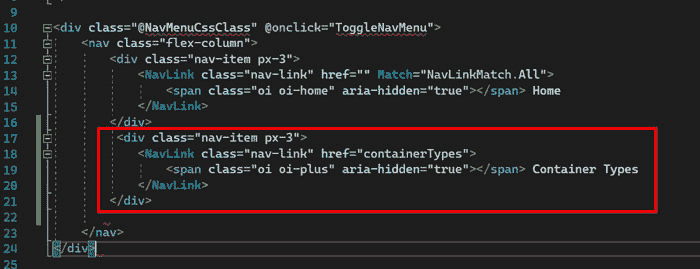 9
10 <div class="@NavMenuCssClass" @onclick="ToggleNavMenu">
11 <nav class="flex-column">
12 <div class="nav-item px-3">
13 <NavLink class="nav-link" href="" Match="NavLinkMatch.All">
14 <span class="oi oi-home" aria-hidden="true"></span> Home
15 </NavLink>
16 </div>
17 <div class="nav-item px-3">
18 <NavLink class="nav-link" href="containerTypes">
19 <span class="oi oi-plus" aria-hidden="true"></span> Container Types
20 </NavLink>
21 </div>
22
23 </nav>
24 </div>
25